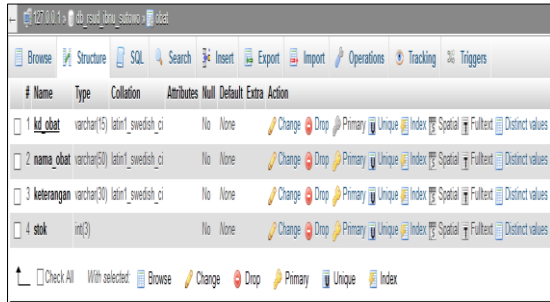 127.0.0.1 » db_rsud_ibnu_sutowo » obat
Browse Structure SQL Search Insert Export Import Operations Tracking Triggers
# Name Type Collation Attributes Null Default Extra Action
1 kd_obat varchar(15) latin1_swedish_ci No None Change Drop Primary Unique Index Spatial Fulltext Distinct values
2 nama_obat varchar(50) latin1_swedish_ci No None Change Drop Primary Unique Index Spatial Fulltext Distinct values
3 keterangan varchar(30) latin1_swedish_ci No None Change Drop Primary Unique Index Spatial Fulltext Distinct values
4 stok int(3) No None Change Drop Primary Unique Index Spatial Fulltext Distinct values
Check All With selected: Browse Change Drop Primary Unique Index